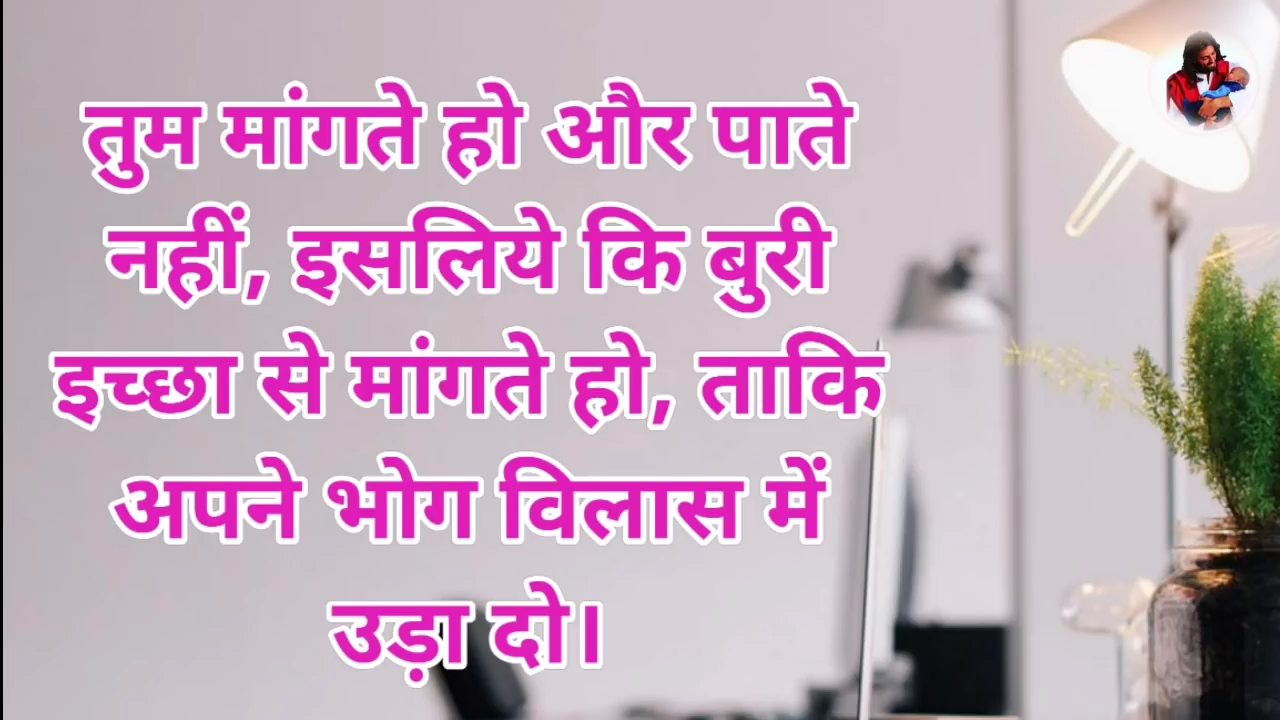 तुम मांगते हो और पाते
नहीं, इसलिये कि बुरी
इच्छा से मांगते हो, ताकि
अपने भोग विलास में
उड़ा दो।